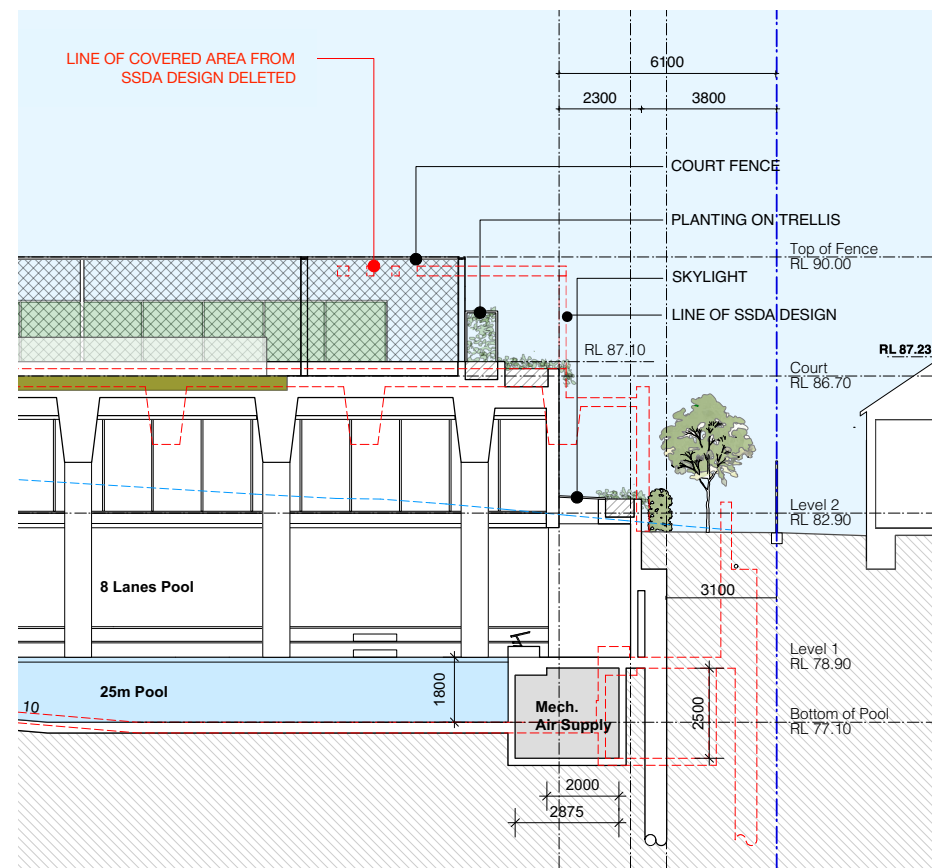 LINE OF COVERED AREA FROM
SSDA DESIGN DELETED
6100
2300
3800
COURT FENCE
PLANTING ON TRELLIS
Top of Fence
RL 90.00
SKYLIGHT
LINE OF SSDA DESIGN
RL 87.10
RL 87.23
Court
RL 86.70
Level 2
RL 82.90
8 Lanes Pool
3100
Level 1
RL 78.90
25m Pool
1800
10
Mech.
Air Supply
2500
Bottom of Pool
RL 77.10
2000
2875